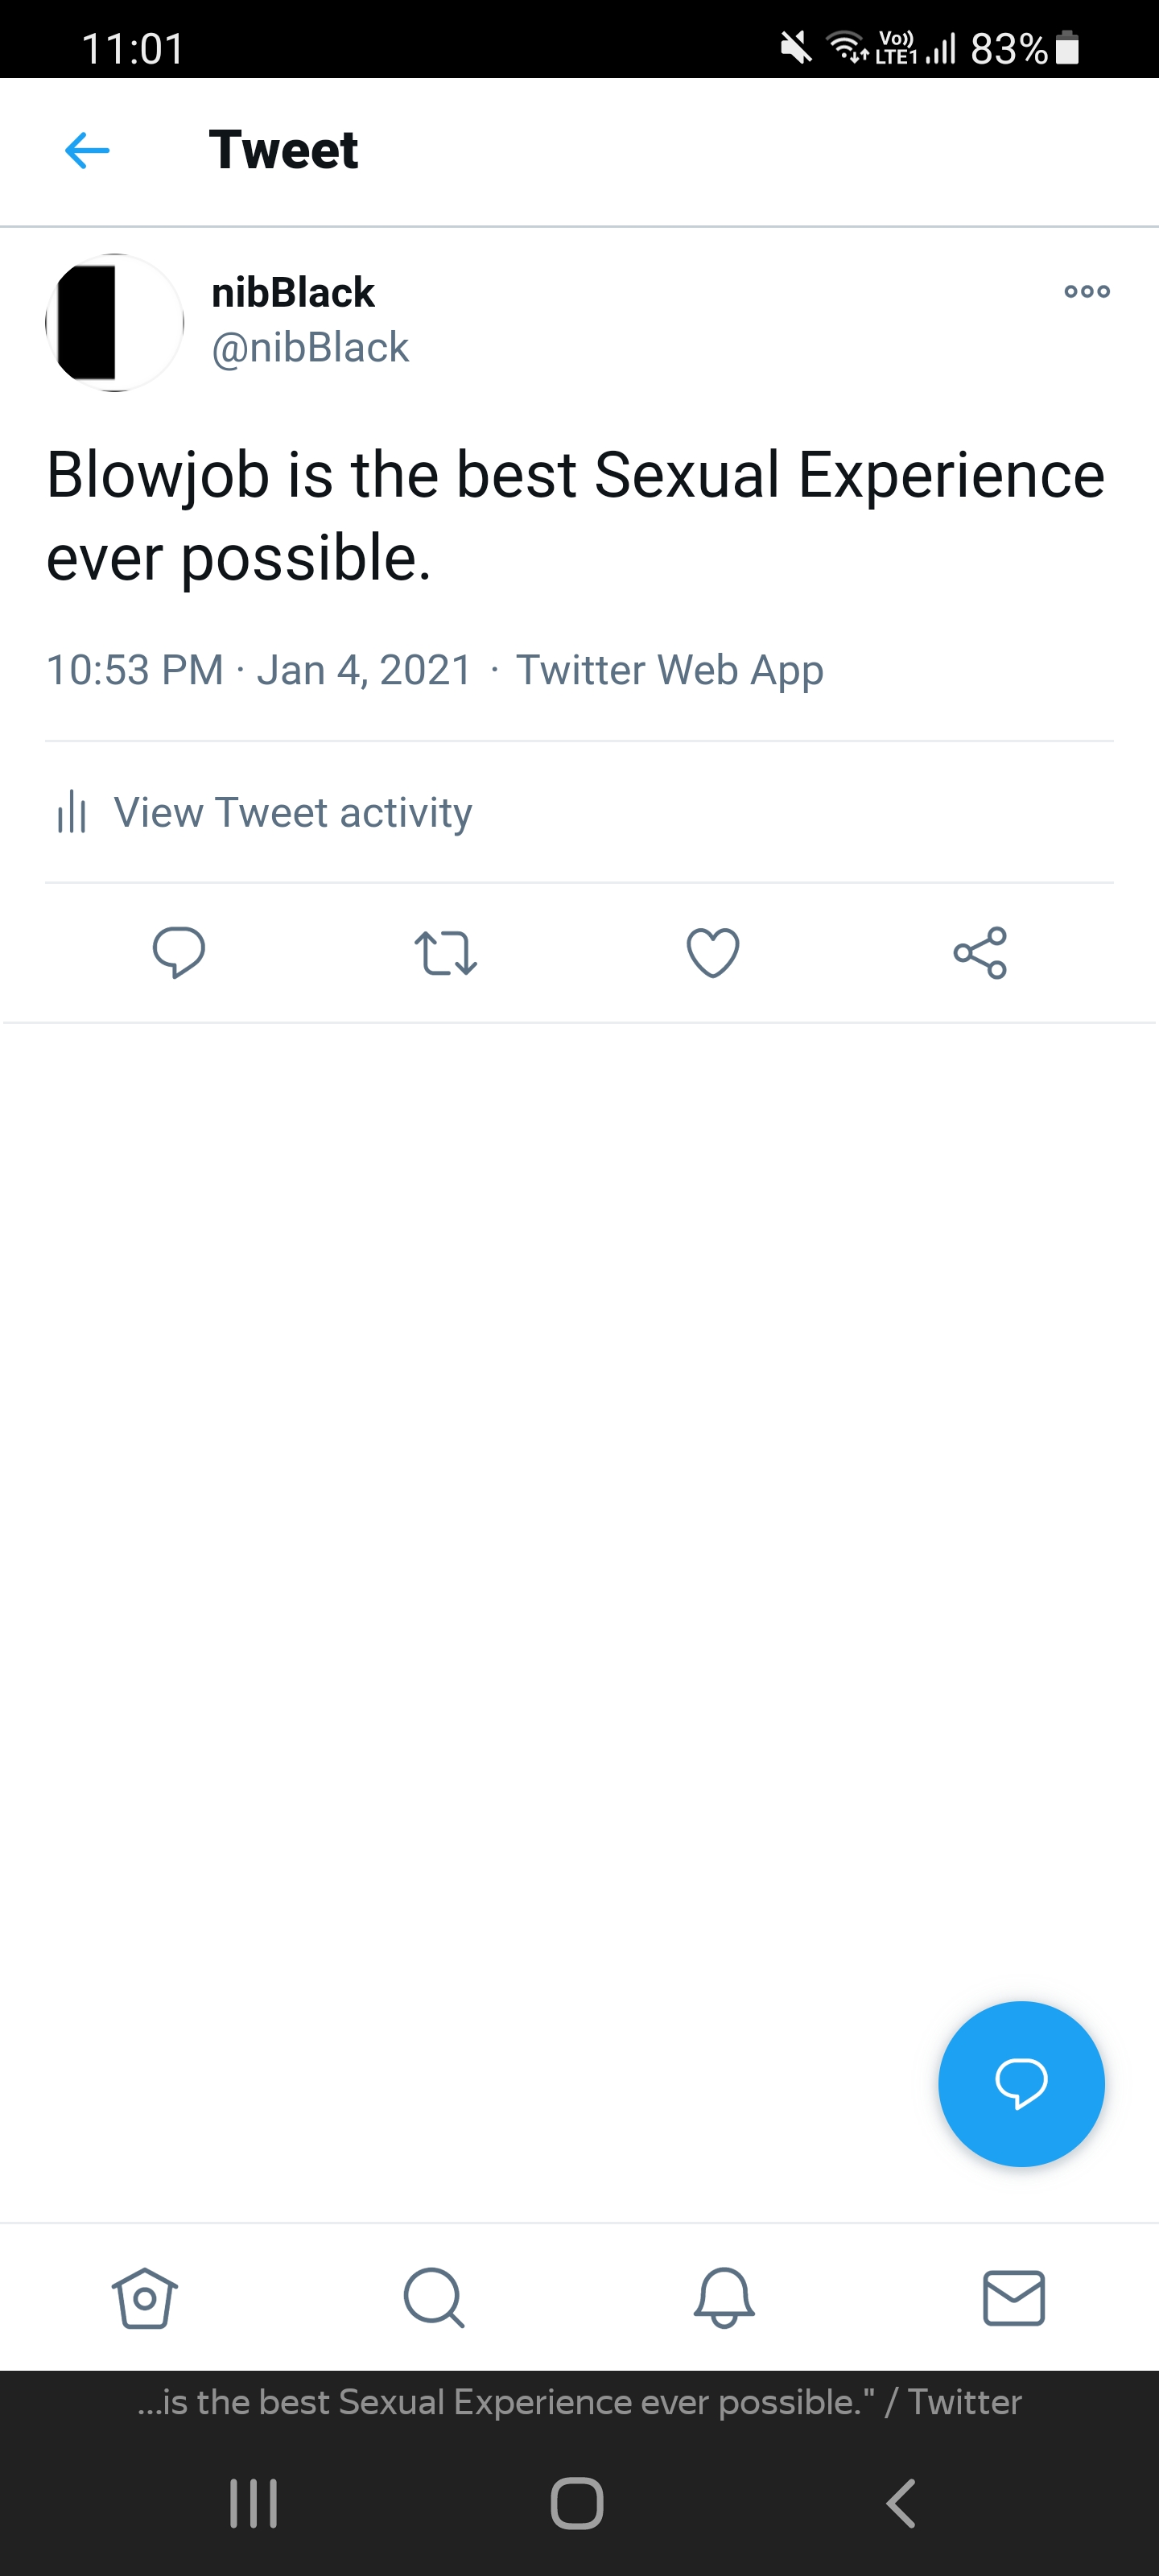 11:01
Vo)) LTE1 83%
Tweet
nibBlack
@nibBlack
Blowjob is the best Sexual Experience
ever possible.
10:53 PM · Jan 4, 2021 · Twitter Web App
View Tweet activity
...is the best Sexual Experience ever possible." / Twitter